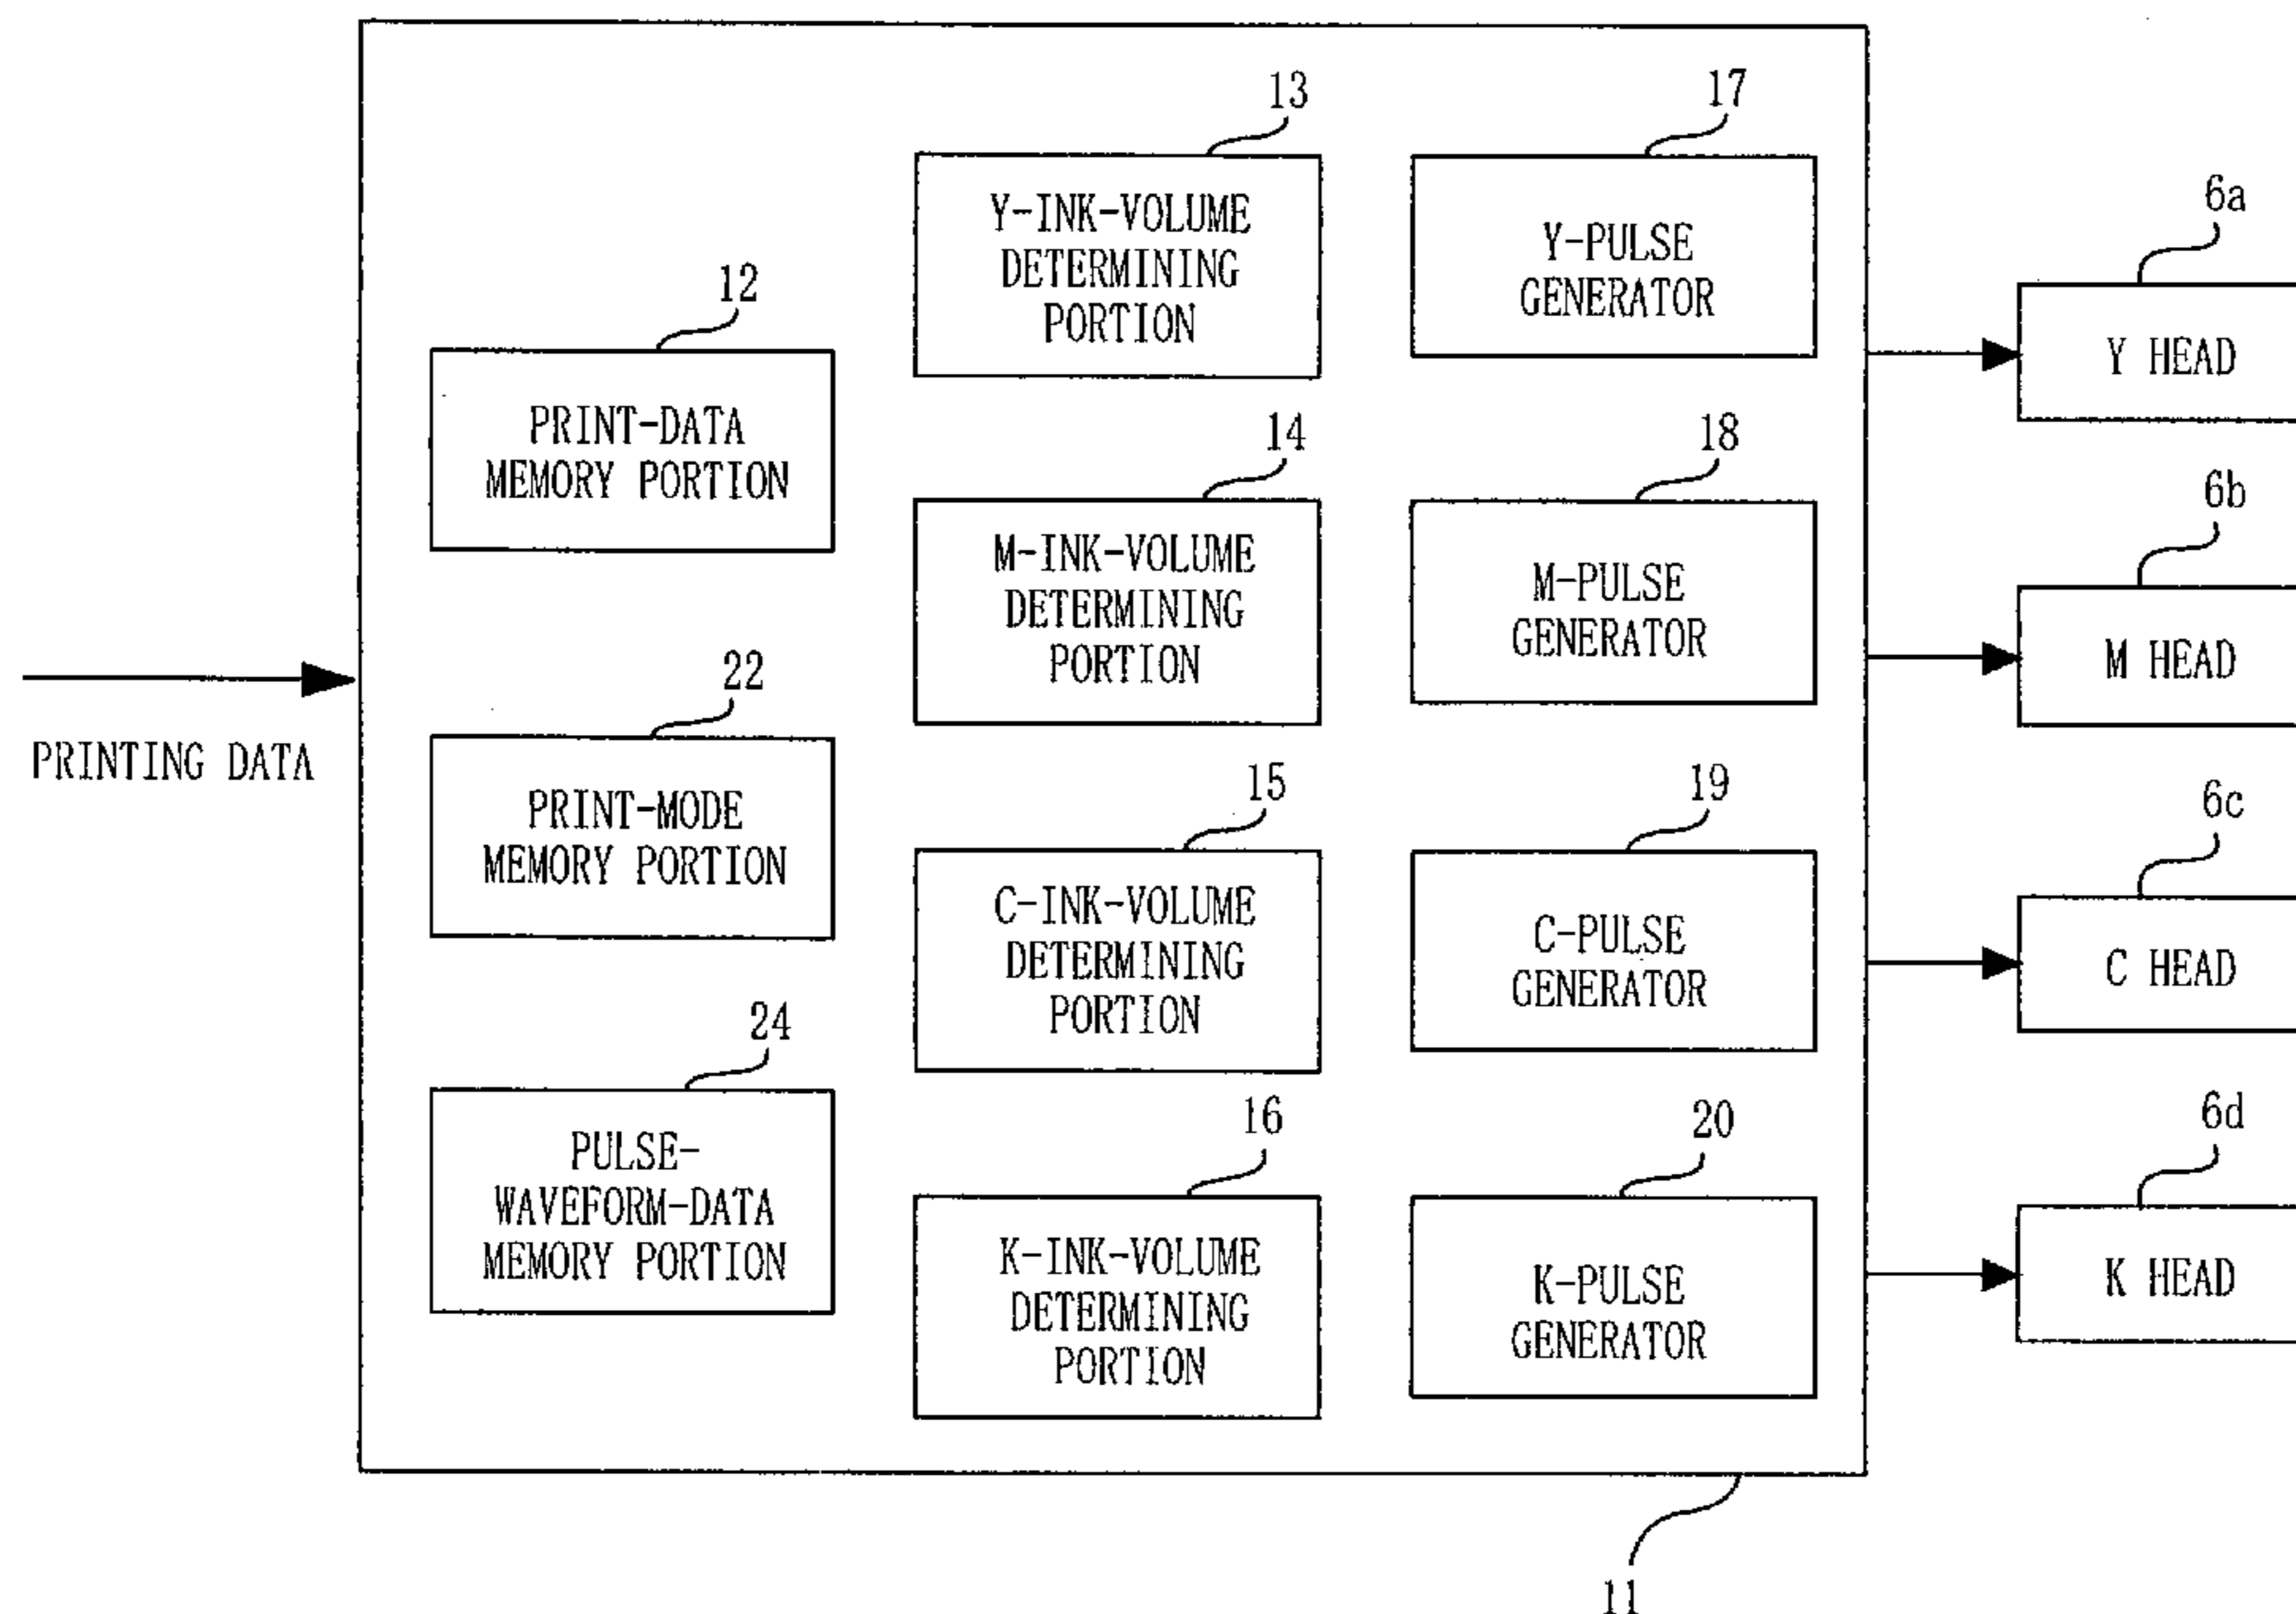 PRINTING DATA
12
PRINT-DATA
MEMORY PORTION
22
PRINT-MODE
MEMORY PORTION
24
PULSE-
WAVEFORM-DATA
MEMORY PORTION
13
Y-INK-VOLUME
DETERMINING
PORTION
14
M-INK-VOLUME
DETERMINING
PORTION
15
C-INK-VOLUME
DETERMINING
PORTION
16
K-INK-VOLUME
DETERMINING
PORTION
17
Y-PULSE
GENERATOR
18
M-PULSE
GENERATOR
19
C-PULSE
GENERATOR
20
K-PULSE
GENERATOR
6a
Y HEAD
6b
M HEAD
6c
C HEAD
6d
K HEAD
11